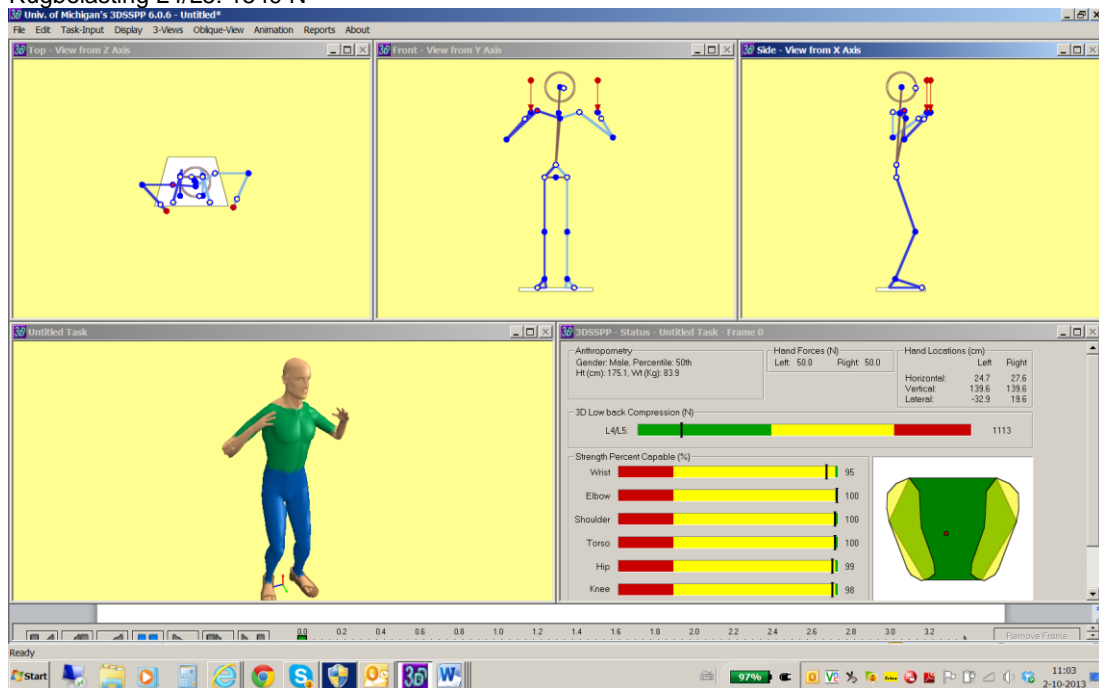 Univ. of Michigan's 3DSSPP 6.0.6 - Untitled*
File Edit Task-Input Display 3-Views Oblique-View Animation Reports About
Top - View from Z Axis
Front - View from Y Axis
Side - View from X Axis
Untitled Task
3DSSPP - Status - Untitled Task - Frame 0
Anthropometry
Gender: Male, Percentile: 50th
Ht (cm): 175.1, Wt (Kg): 83.9
Hand Forces (N)
Left: 50.0 Right: 50.0
Hand Locations (cm)
Left Right
Horizontal: 24.7 27.6
Vertical: 139.6 139.6
Lateral: -32.9 19.6
3D Low back Compression (N)
L4/L5: 1113
Strength Percent Capable (%)
Wrist 95
Elbow 100
Shoulder 100
Torso 100
Hip 99
Knee 98
0.0 0.2 0.4 0.6 0.8 1.0 1.2 1.4 1.6 1.8 2.0 2.2 2.4 2.6 2.8 3.0 3.2
Remove Frame
Ready
Start
97%
11:03
2-10-2013